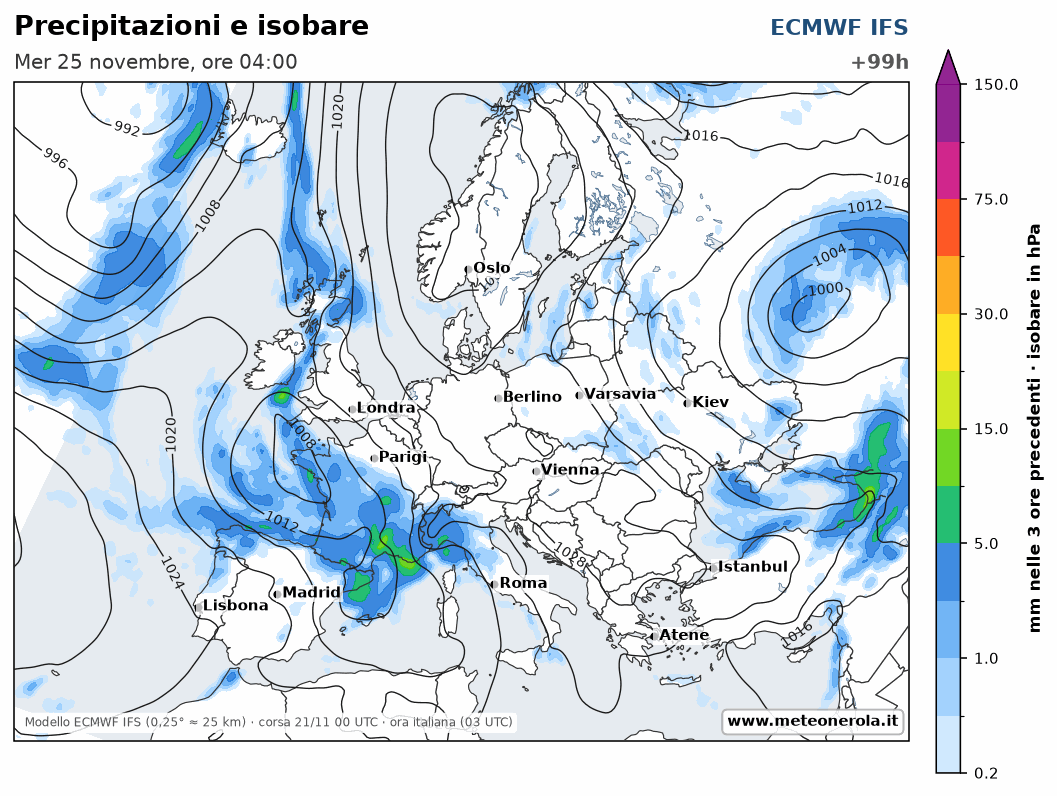 Precipitazioni e isobare
ECMWF IFS
Mer 25 novembre, ore 04:00
+99h
150.0
75.0
30.0
15.0
5.0
1.0
0.2
mm nelle 3 ore precedenti · isobare in hPa
992
996
1008
1020
1016
1016
1012
1004
1000
Oslo
Berlino
Varsavia
Kiev
Londra
Parigi
Vienna
1020
1008
1012
1024
1028
Istanbul
Roma
Madrid
Lisbona
Atene
1016
Modello ECMWF IFS (0,25° ≈ 25 km) · corsa 21/11 00 UTC · ora italiana (03 UTC)
www.meteonerola.it